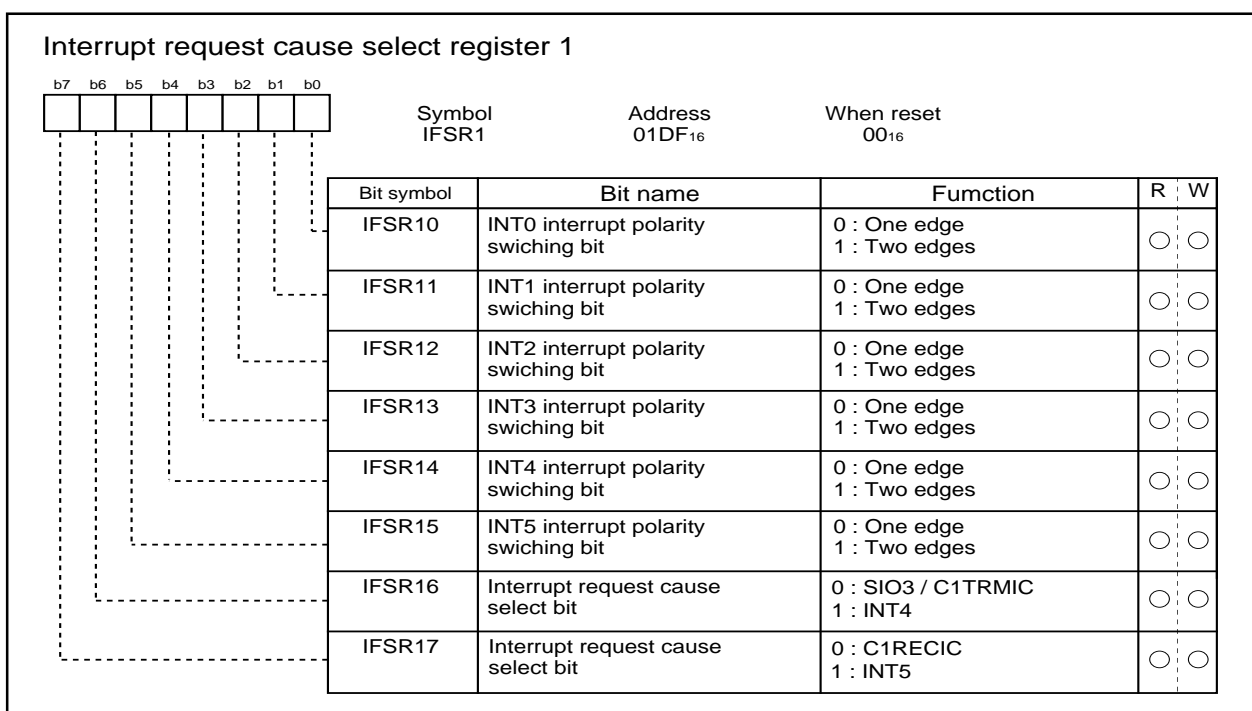 Interrupt request cause select register 1
b7 b6 b5 b4 b3 b2 b1 b0
Symbol Address When reset
IFSR1 01DF16 0016
Bit symbol Bit name Fumction R W
IFSR10 INT0 interrupt polarity 0 : One edge
swiching bit 1 : Two edges
IFSR11 INT1 interrupt polarity 0 : One edge
swiching bit 1 : Two edges
IFSR12 INT2 interrupt polarity 0 : One edge
swiching bit 1 : Two edges
IFSR13 INT3 interrupt polarity 0 : One edge
swiching bit 1 : Two edges
IFSR14 INT4 interrupt polarity 0 : One edge
swiching bit 1 : Two edges
IFSR15 INT5 interrupt polarity 0 : One edge
swiching bit 1 : Two edges
IFSR16 Interrupt request cause 0 : SIO3 / C1TRMIC
select bit 1 : INT4
IFSR17 Interrupt request cause 0 : C1RECIC
select bit 1 : INT5